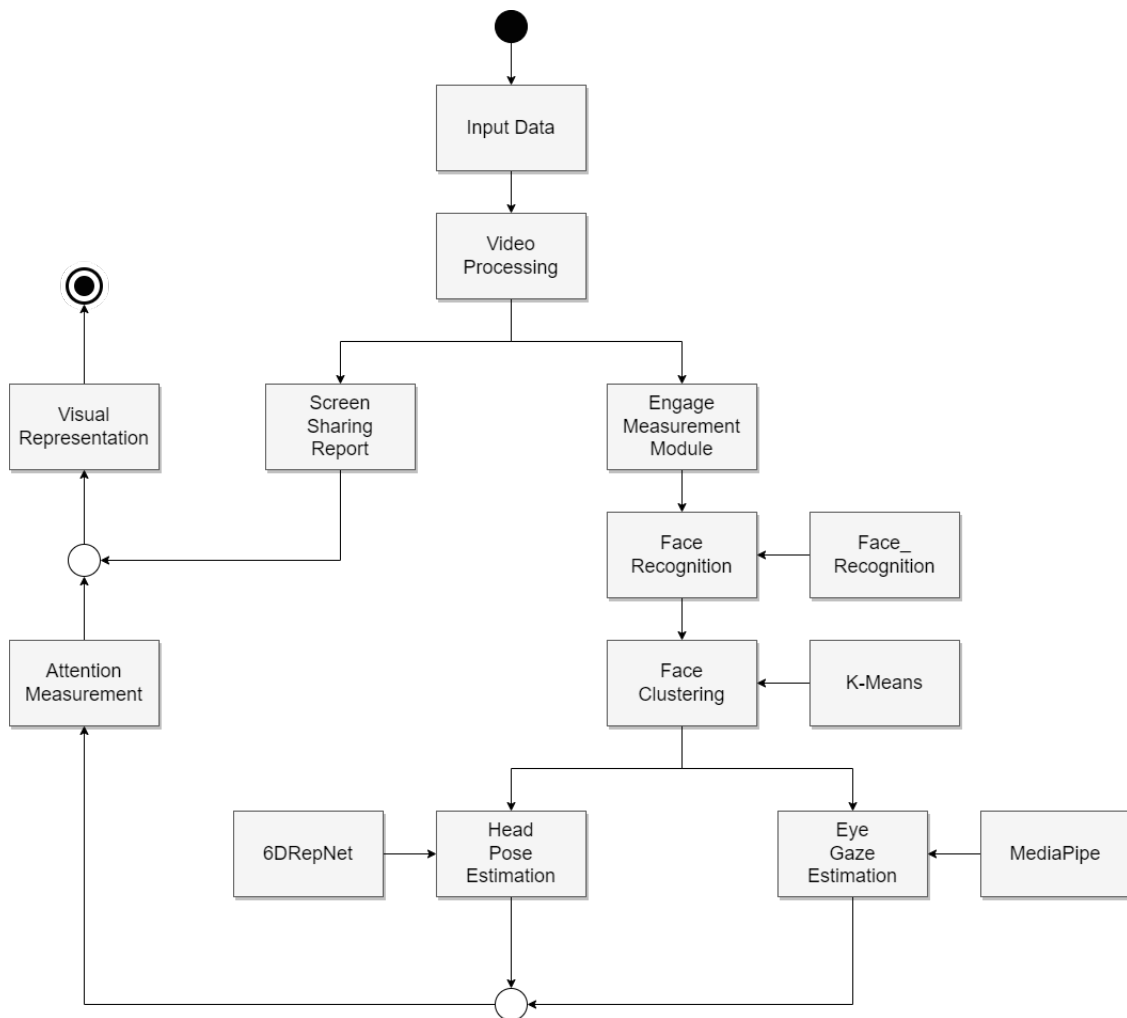 Input Data
Video
Processing
Visual
Representation
Screen
Sharing
Report
Engage
Measurement
Module
Face
Recognition
Face_
Recognition
Attention
Measurement
Face
Clustering
K-Means
6DRepNet
Head
Pose
Estimation
Eye
Gaze
Estimation
MediaPipe